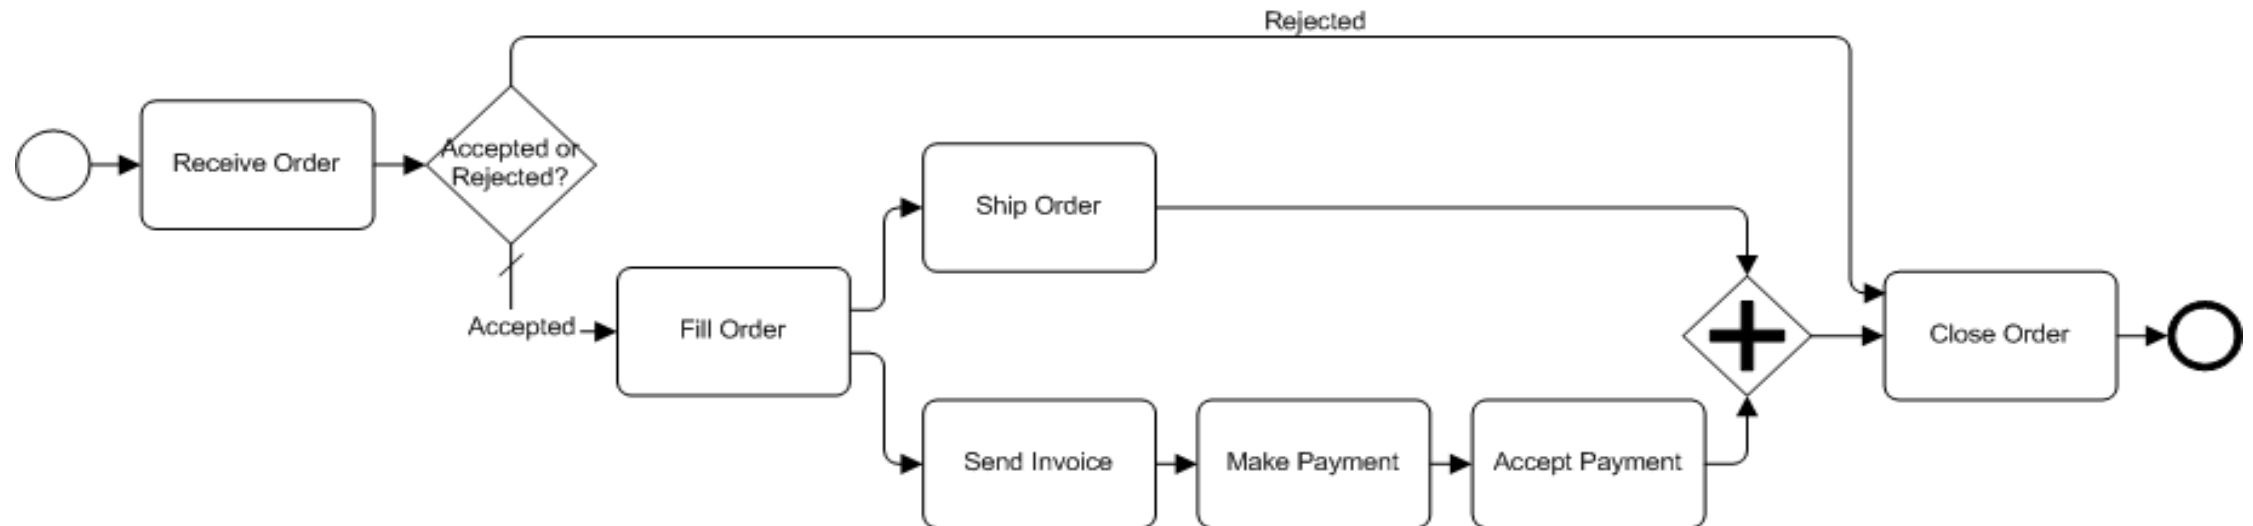 Rejected
Receive Order
Accepted or
Rejected?
Ship Order
Accepted
Fill Order
Close Order
Send Invoice
Make Payment
Accept Payment